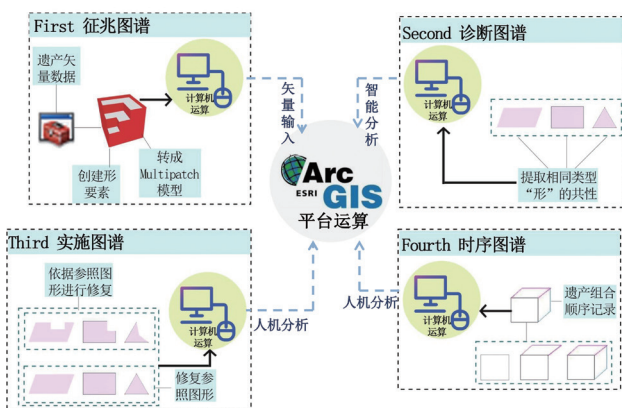 First 征兆图谱
遗产矢
量数据
计算机
运算
创建形
要素
转成
Multipatch
模型
矢
量
输
入
Second 诊断图谱
计算机
运算
提取相同类型
“形”的共性
智
能
分
析
Arc
ESRI
GIS
平台运算
Third 实施图谱
依据参照图
形进行修复
计算机
运算
修复参
照图形
人机分析
Fourth 时序图谱
计算机
运算
遗产组合
顺序记录
人机分析